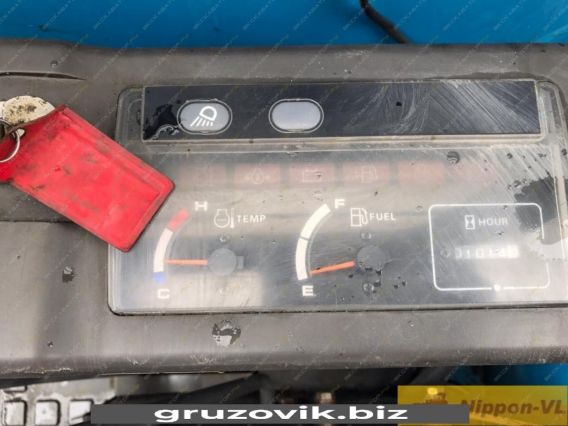 H TEMP
C
F FUEL
E
HOUR
gruzovik.biz
Nippon-VL